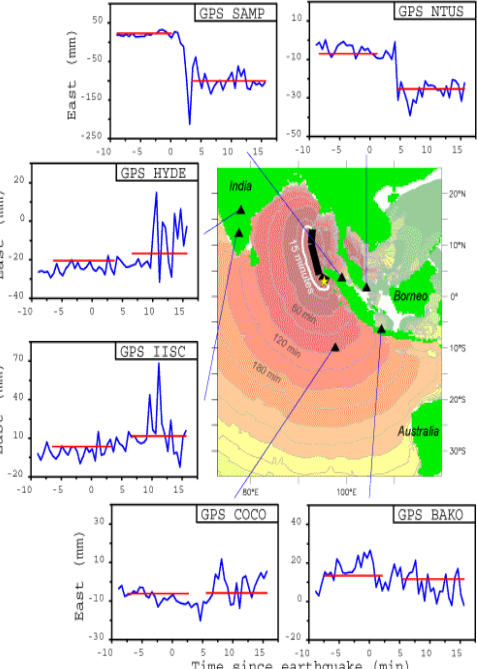 GPS SAMP
50
-50
-150
-250
East (mm)
-10 -5 0 5 10 15
GPS NTUS
10
-10
-30
-50
-10 -5 0 5 10 15
GPS HYDE
20
0
-20
-40
East (mm)
-10 -5 0 5 10 15
GPS IISC
70
40
10
-20
East (mm)
-10 -5 0 5 10 15
India
15 minutes
60 min
120 min
180 min
Borneo
Australia
20°N
10°N
0°
10°S
20°S
30°S
80°E 100°E
GPS COCO
30
10
-10
-30
East (mm)
-10 -5 0 5 10 15
GPS BAKO
40
20
0
-20
-10 -5 0 5 10 15
Time since earthquake (min)